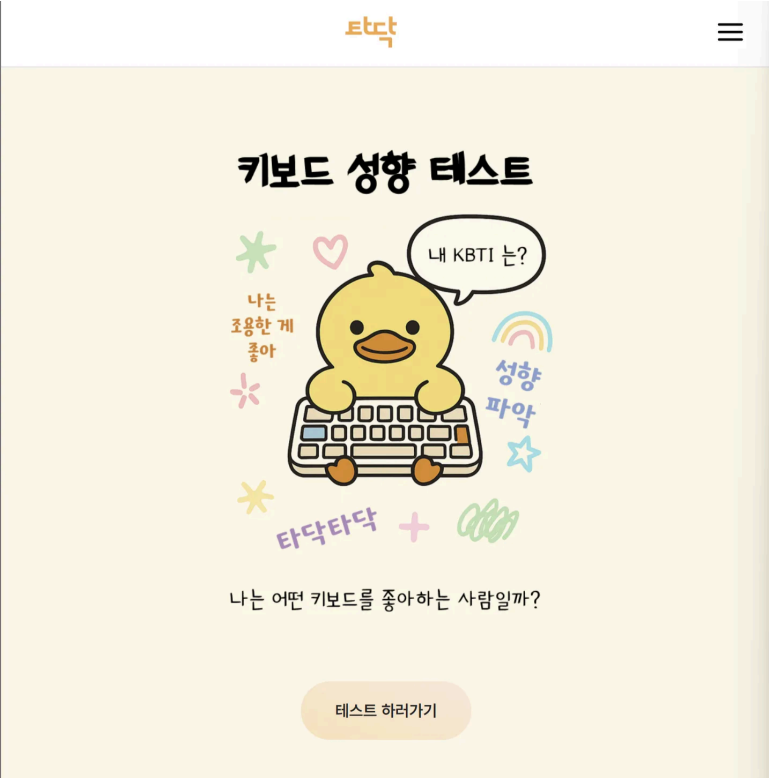 타닥
키보드 성향 테스트
내 KBTI 는?
나는
조용한 게
좋아
성향
파악
타닥타닥
나는 어떤 키보드를 좋아하는 사람일까?
테스트 하러가기